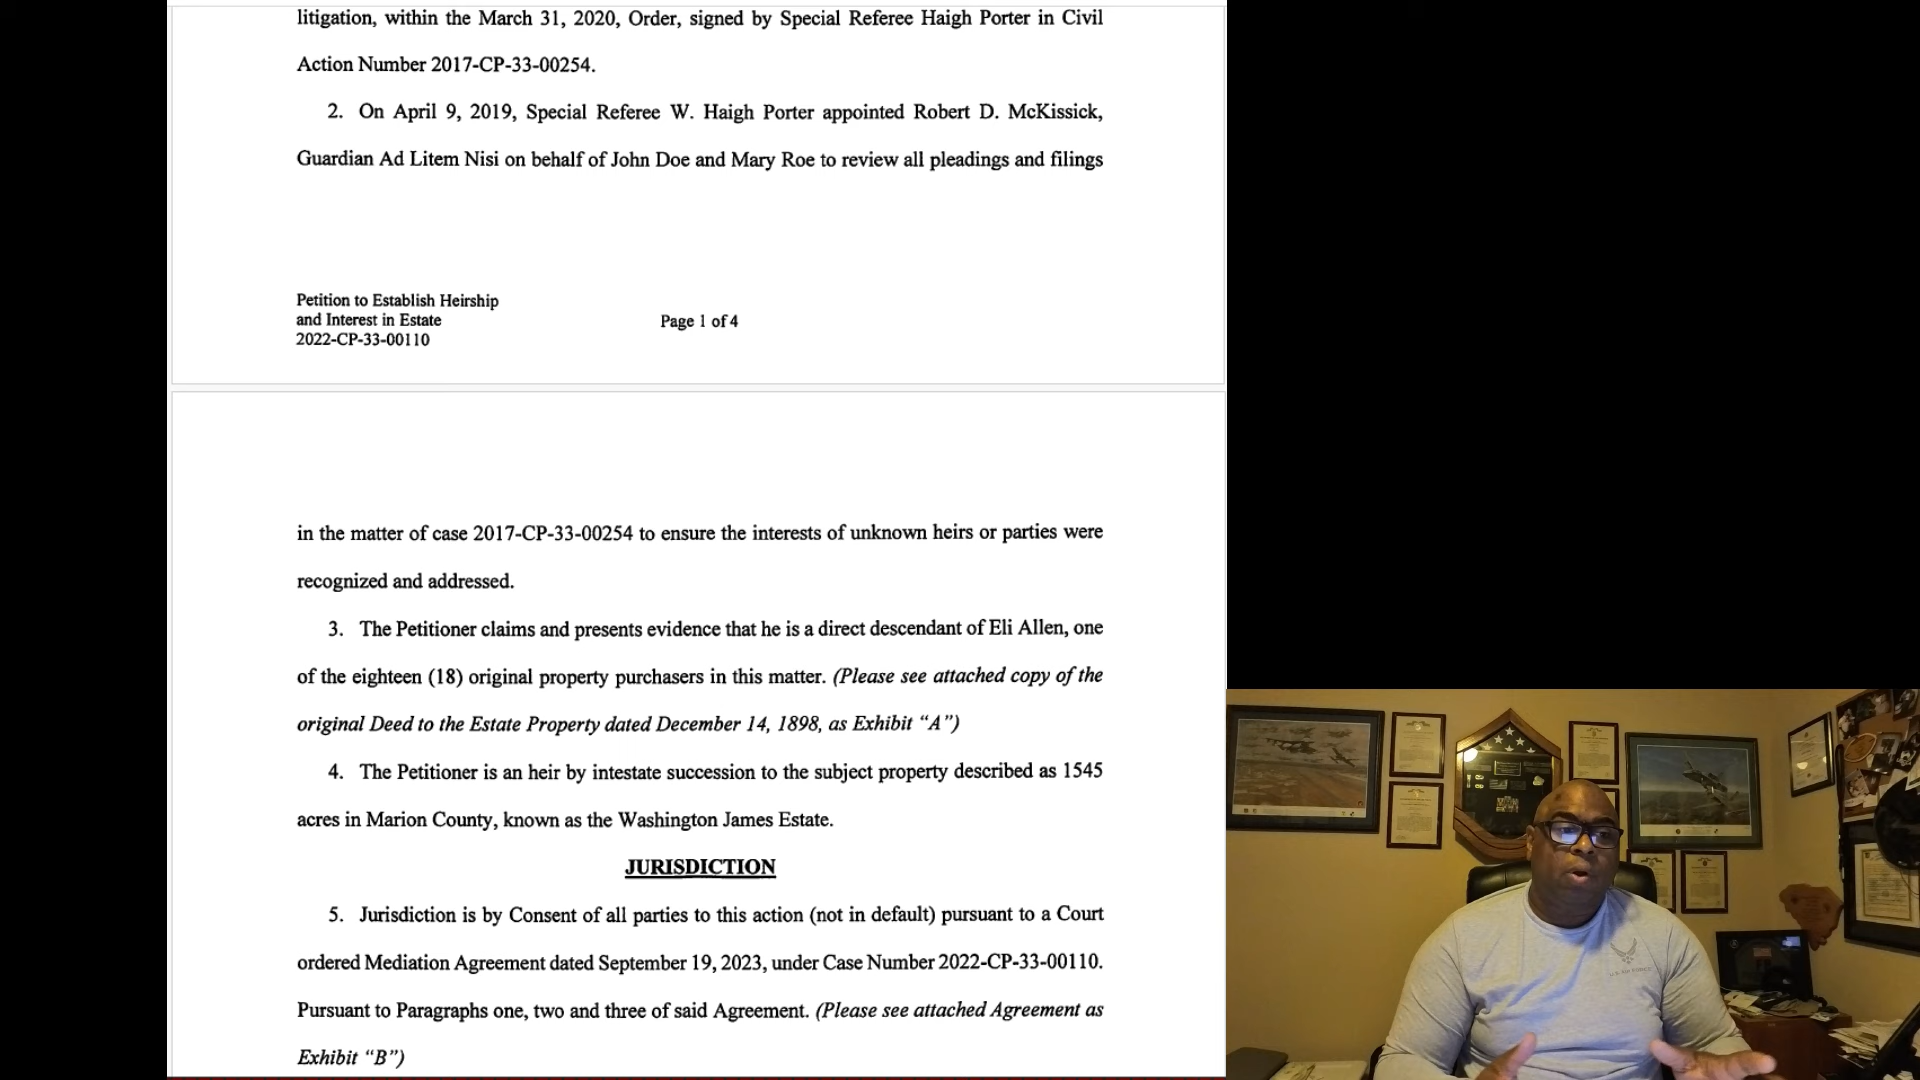 litigation, within the March 31, 2020, Order, signed by Special Referee Haigh Porter in Civil
Action Number 2017-CP-33-00254.
2. On April 9, 2019, Special Referee W. Haigh Porter appointed Robert D. McKissick,
Guardian Ad Litem Nisi on behalf of John Doe and Mary Roe to review all pleadings and filings
Petition to Establish Heirship
and Interest in Estate
2022-CP-33-00110
Page 1 of 4
in the matter of case 2017-CP-33-00254 to ensure the interests of unknown heirs or parties were
recognized and addressed.
3. The Petitioner claims and presents evidence that he is a direct descendant of Eli Allen, one
of the eighteen (18) original property purchasers in this matter. (Please see attached copy of the
original Deed to the Estate Property dated December 14, 1898, as Exhibit “A”)
4. The Petitioner is an heir by intestate succession to the subject property described as 1545
acres in Marion County, known as the Washington James Estate.
JURISDICTION
5. Jurisdiction is by Consent of all parties to this action (not in default) pursuant to a Court
ordered Mediation Agreement dated September 19, 2023, under Case Number 2022-CP-33-00110.
Pursuant to Paragraphs one, two and three of said Agreement. (Please see attached Agreement as
Exhibit “B”)
U.S. AIR FORCE